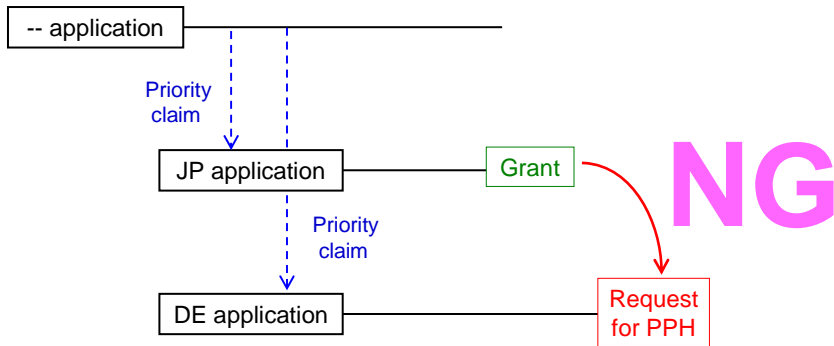 -- application
Priority
claim
JP application
Grant
NG
Priority
claim
DE application
Request
for PPH